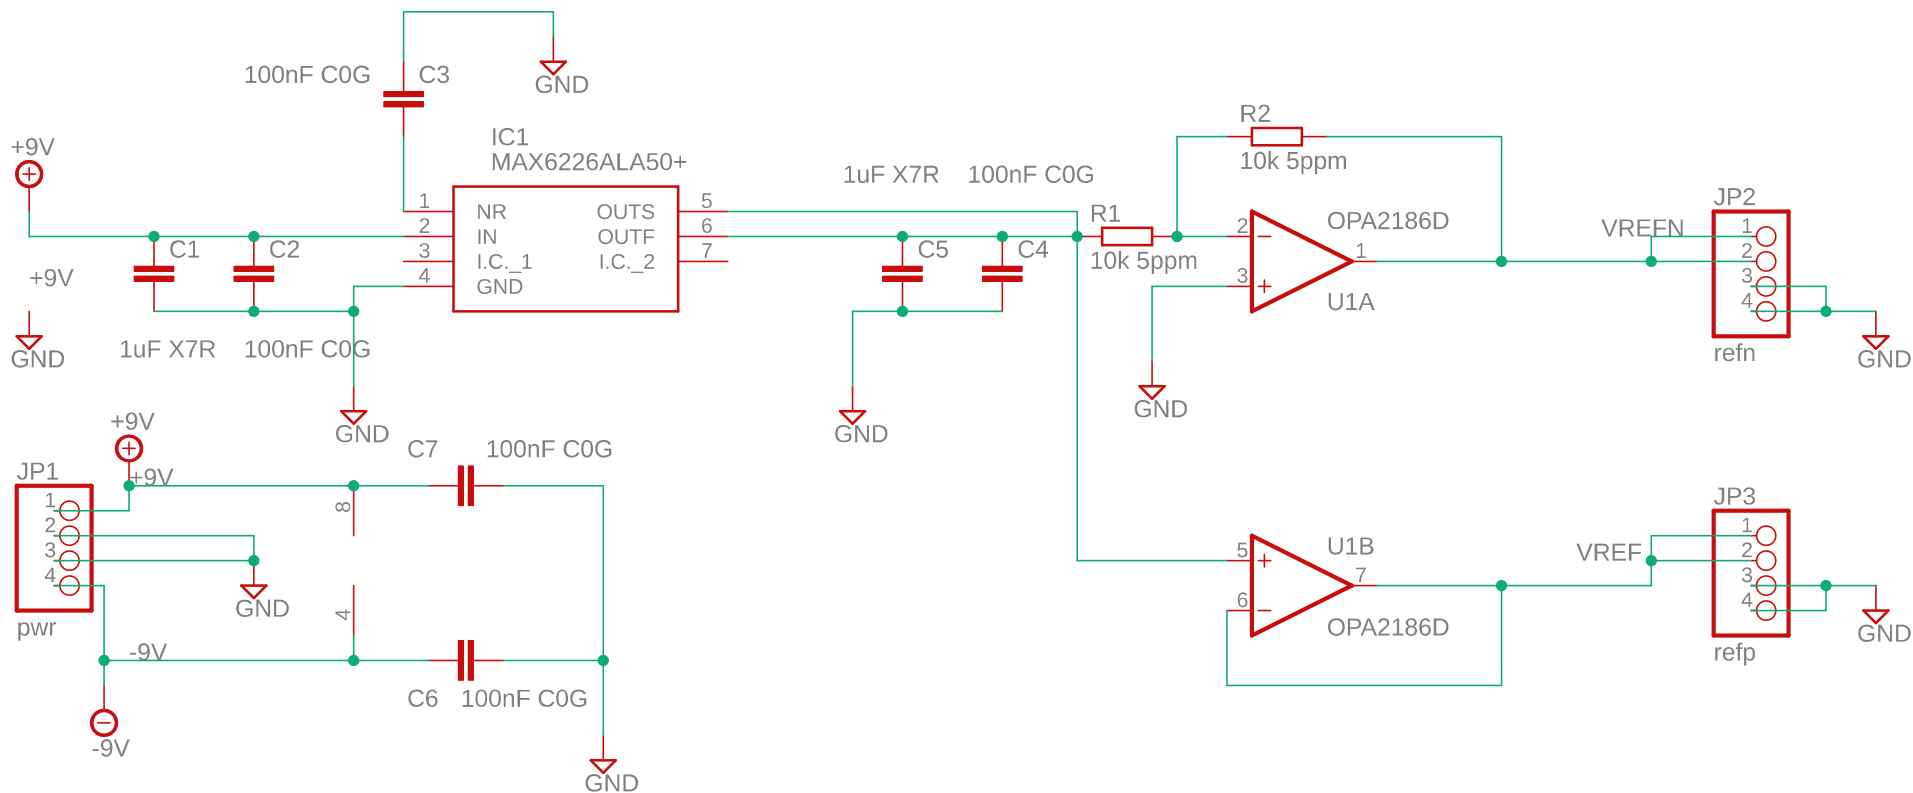 100nF C0G C3
GND
+9V
IC1
MAX6226ALA50+
1 NR OUTS 5
2 IN OUTF 6
3 I.C._1 I.C._2 7
4 GND
C1 C2
+9V
GND
1uF X7R 100nF C0G
GND
1uF X7R 100nF C0G
C5 C4
GND
R1
10k 5ppm
R2
10k 5ppm
2 OPA2186D
3 1
U1A
GND
VREFN
JP2
1
2
3
4
refn
GND
+9V
JP1 +9V
1
2
3
4
pwr
GND
-9V
-9V
C7 100nF C0G
8
4
C6 100nF C0G
GND
5 U1B
7
6
OPA2186D
VREF
JP3
1
2
3
4
refp
GND